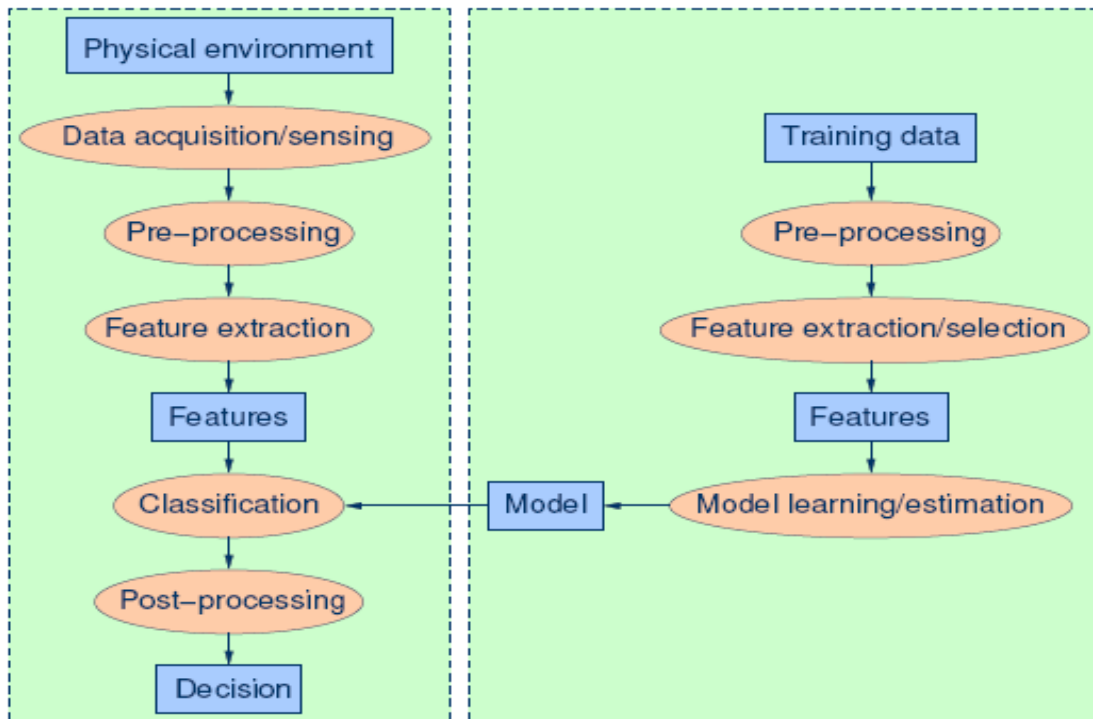 Physical environment
Data acquisition/sensing
Pre−processing
Feature extraction
Features
Classification
Post−processing
Decision
Training data
Pre−processing
Feature extraction/selection
Features
Model learning/estimation
Model